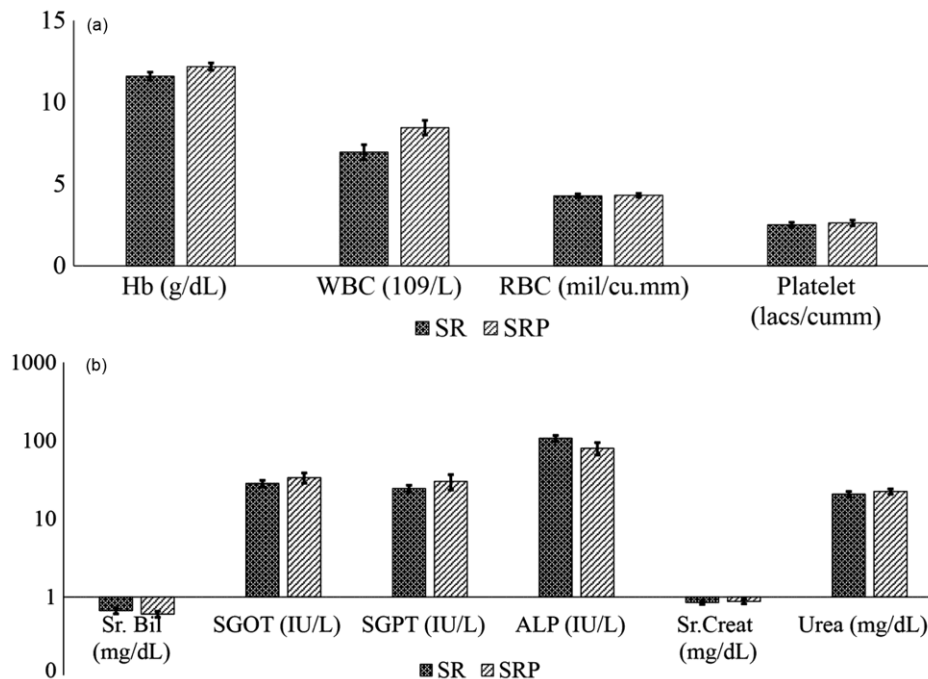 (a)
15
10
5
0
Hb (g/dL) WBC (109/L) RBC (mil/cu.mm) Platelet
(lacs/cumm)
SR SRP
(b)
1000
100
10
1
0
Sr. Bil SGOT (IU/L) SGPT (IU/L) ALP (IU/L) Sr.Creat Urea (mg/dL)
(mg/dL) (mg/dL)
SR SRP